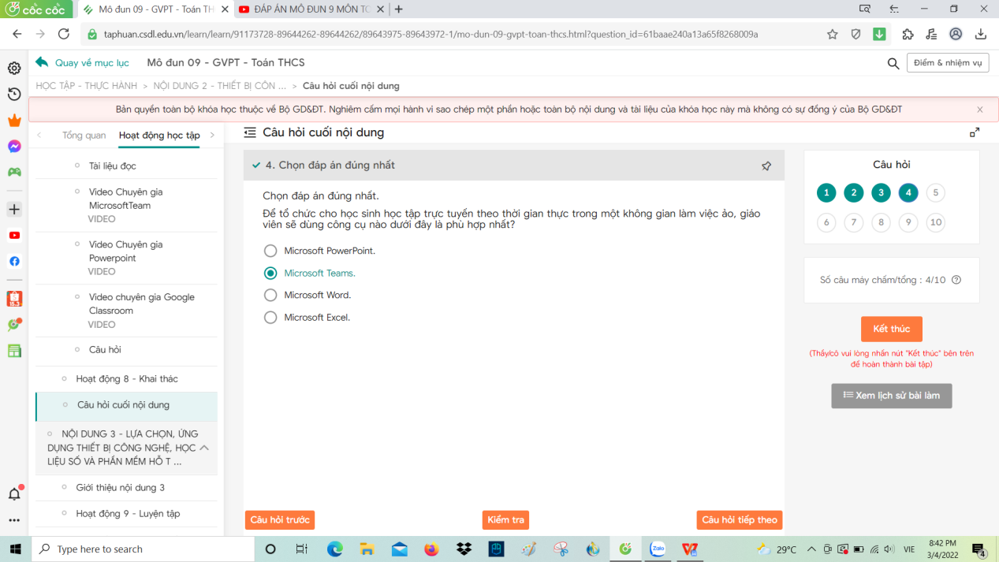 cốc cốc
Mô đun 09 - GVPT - Toán TH
ĐÁP ÁN MÔ ĐUN 9 MÔN TO
taphuan.csdl.edu.vn/learn/learn/91173728-89644262-89644262/89643975-89643972-1/mo-dun-09-gvpt-toan-thcs.html?question_id=61baae240a13a65f8268009a
Quay về mục lục
Mô đun 09 - GVPT - Toán THCS
Điểm & nhiệm vụ
HỌC TẬP - THỰC HÀNH > NỘI DUNG 2 - THIẾT BỊ CÔN ... > Câu hỏi cuối nội dung
Bản quyền toàn bộ khóa học thuộc về Bộ GD&ĐT. Nghiêm cấm mọi hành vi sao chép một phần hoặc toàn bộ nội dung và tài liệu của khóa học này mà không có sự đồng ý của Bộ GD&ĐT
Tổng quan
Hoạt động học tập
Tài liệu đọc
Video Chuyên gia
MicrosoftTeam
VIDEO
Video Chuyên gia
Powerpoint
VIDEO
Video chuyên gia Google
Classroom
VIDEO
Câu hỏi
Hoạt động 8 - Khai thác
Câu hỏi cuối nội dung
NỘI DUNG 3 - LỰA CHỌN, ỨNG
DỤNG THIẾT BỊ CÔNG NGHỆ, HỌC
LIỆU SỐ VÀ PHẦN MỀM HỖ T ...
Giới thiệu nội dung 3
Hoạt động 9 - Luyện tập
Câu hỏi cuối nội dung
4. Chọn đáp án đúng nhất
Chọn đáp án đúng nhất.
Để tổ chức cho học sinh học tập trực tuyến theo thời gian thực trong một không gian làm việc ảo, giáo
viên sẽ dùng công cụ nào dưới đây là phù hợp nhất?
Microsoft PowerPoint.
Microsoft Teams.
Microsoft Word.
Microsoft Excel.
Câu hỏi trước
Kiểm tra
Câu hỏi tiếp theo
Câu hỏi
1 2 3 4 5
6 7 8 9 10
Số câu máy chấm/tổng : 4/10
Kết thúc
(Thầy/cô vui lòng nhấn nút "Kết thúc" bên trên
để hoàn thành bài tập)
Xem lịch sử bài làm
15.3
Type here to search
Zalo
29°C
VIE
8:42 PM
3/4/2022
4